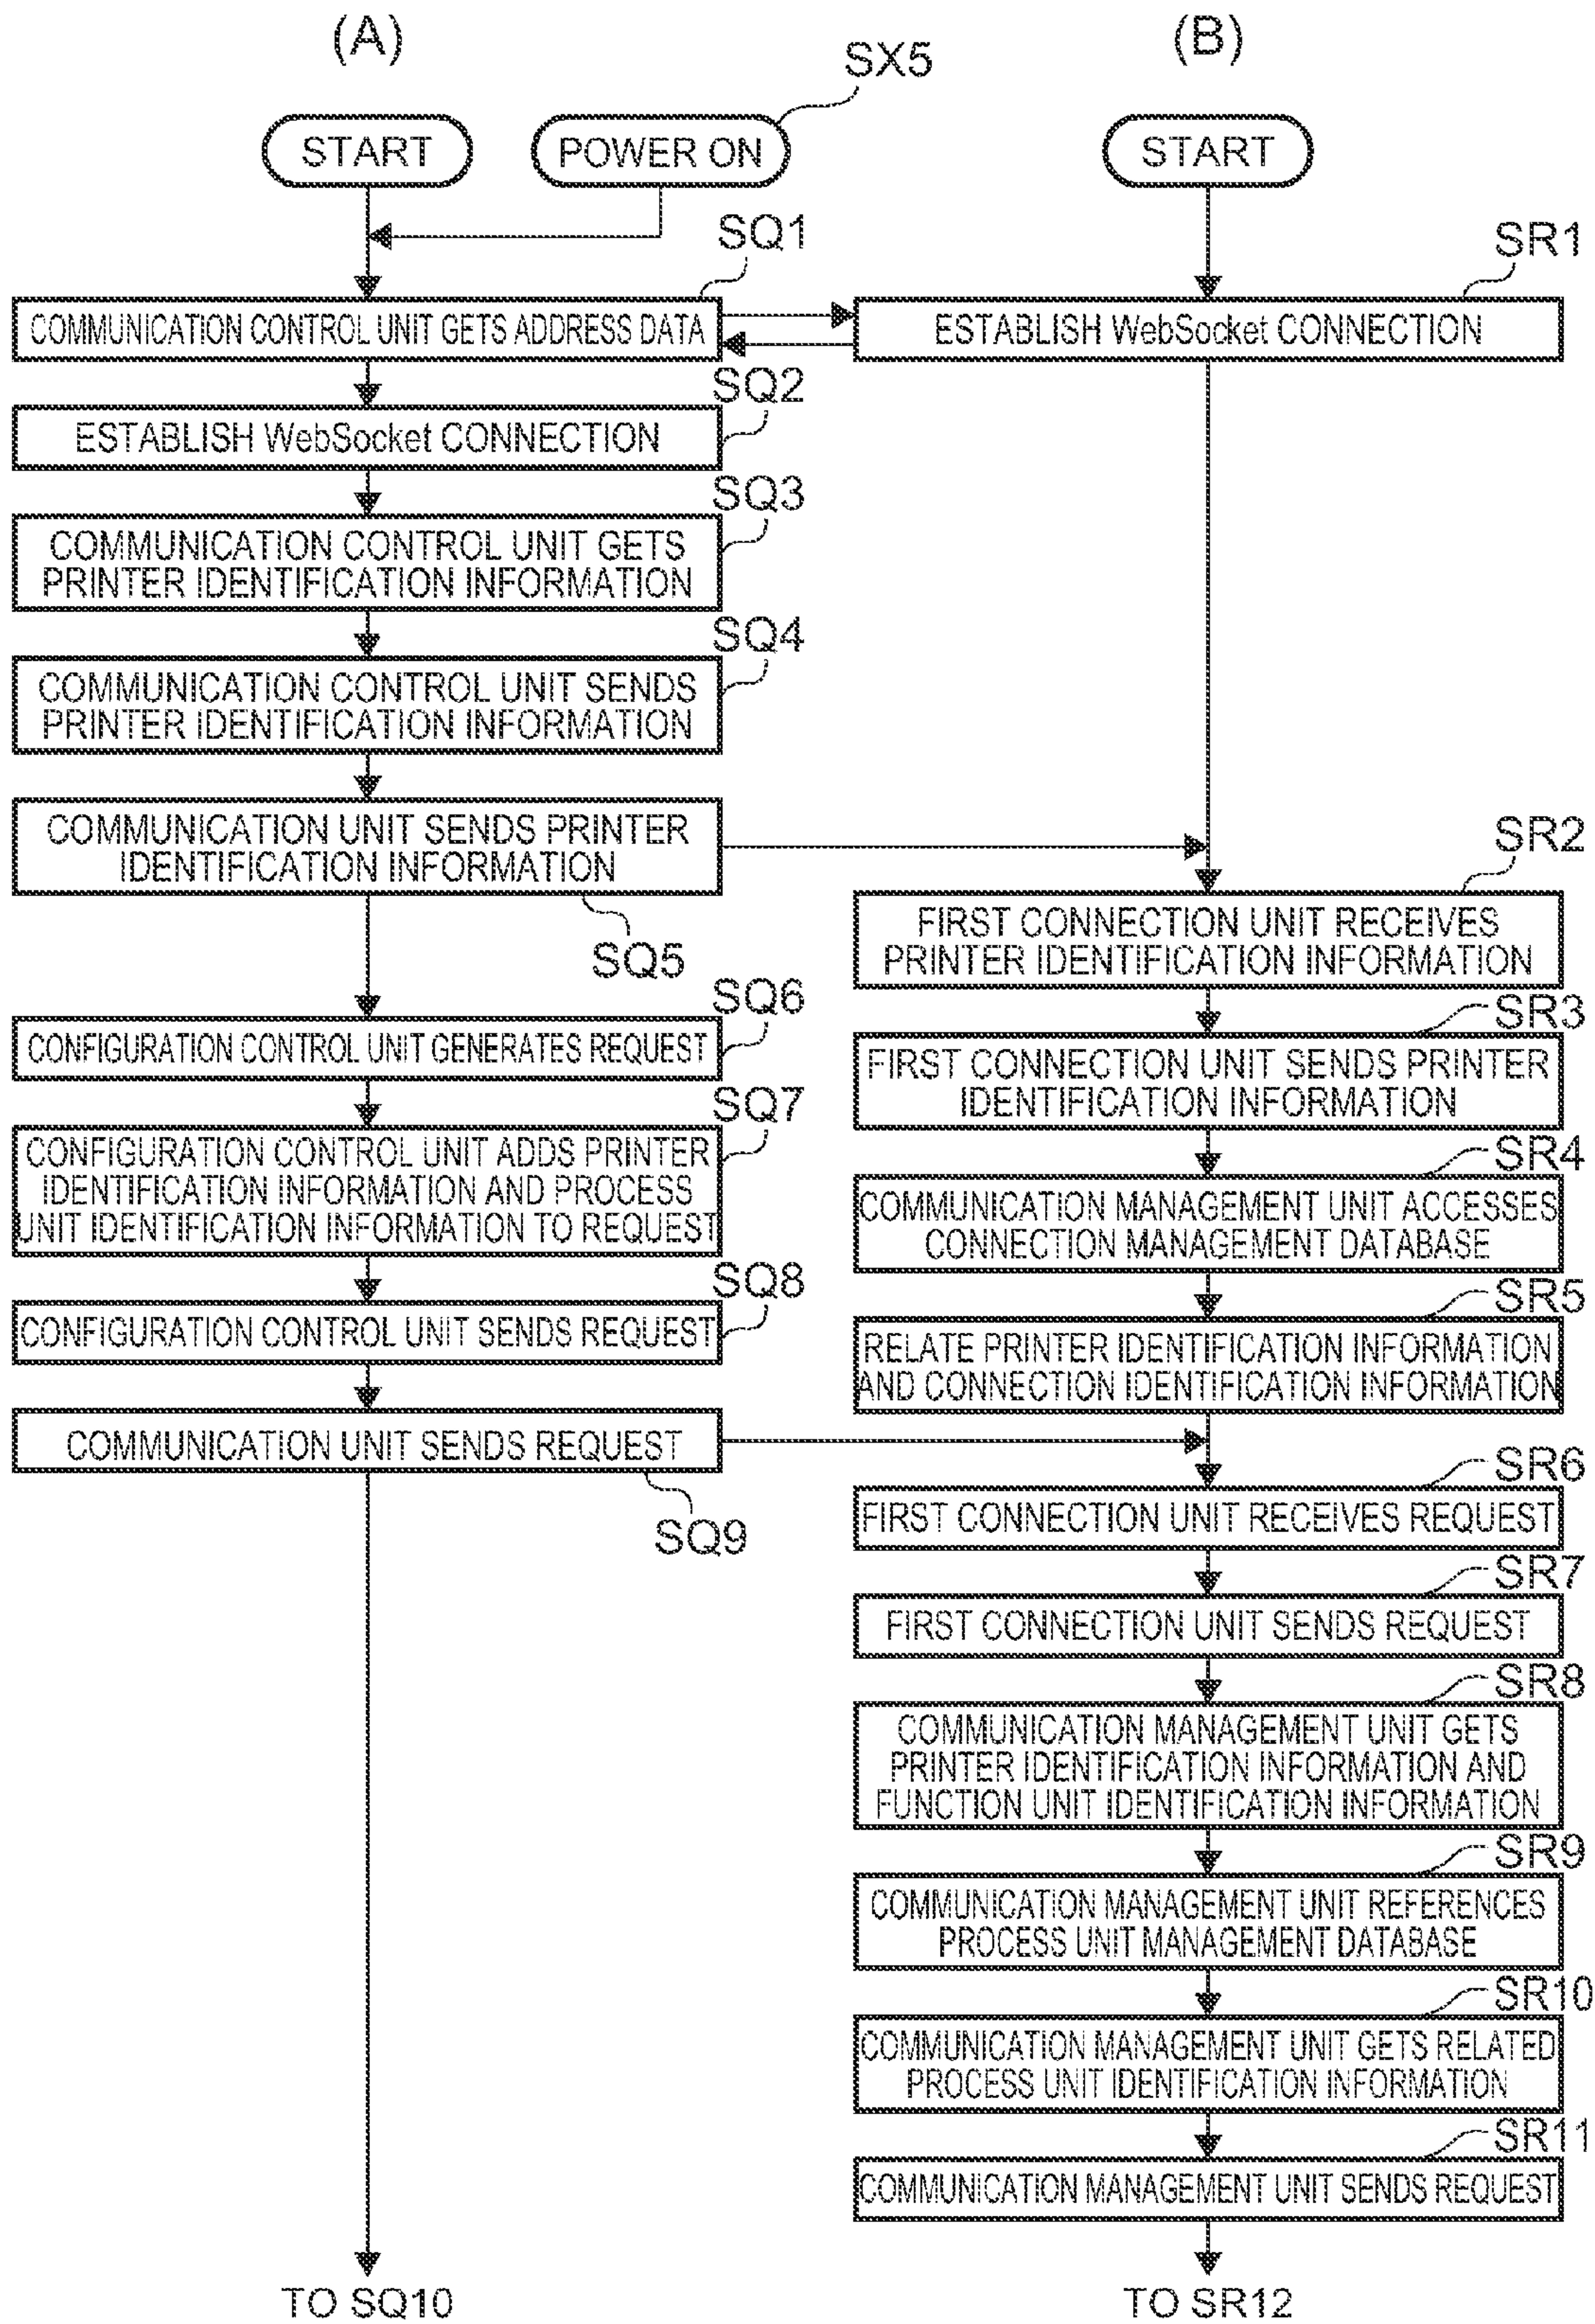 (A)
(B)
SX5
START
POWER ON
START
SQ1
SR1
COMMUNICATION CONTROL UNIT GETS ADDRESS DATA
ESTABLISH WebSocket CONNECTION
SQ2
ESTABLISH WebSocket CONNECTION
SQ3
COMMUNICATION CONTROL UNIT GETS
PRINTER IDENTIFICATION INFORMATION
SQ4
COMMUNICATION CONTROL UNIT SENDS
PRINTER IDENTIFICATION INFORMATION
COMMUNICATION UNIT SENDS PRINTER
IDENTIFICATION INFORMATION
SQ5
SR2
FIRST CONNECTION UNIT RECEIVES
PRINTER IDENTIFICATION INFORMATION
SQ6
CONFIGURATION CONTROL UNIT GENERATES REQUEST
SR3
FIRST CONNECTION UNIT SENDS PRINTER
IDENTIFICATION INFORMATION
SQ7
CONFIGURATION CONTROL UNIT ADDS PRINTER
IDENTIFICATION INFORMATION AND PROCESS
UNIT IDENTIFICATION INFORMATION TO REQUEST
SR4
COMMUNICATION MANAGEMENT UNIT ACCESSES
CONNECTION MANAGEMENT DATABASE
SQ8
CONFIGURATION CONTROL UNIT SENDS REQUEST
SR5
RELATE PRINTER IDENTIFICATION INFORMATION
AND CONNECTION IDENTIFICATION INFORMATION
COMMUNICATION UNIT SENDS REQUEST
SQ9
SR6
FIRST CONNECTION UNIT RECEIVES REQUEST
SR7
FIRST CONNECTION UNIT SENDS REQUEST
SR8
COMMUNICATION MANAGEMENT UNIT GETS
PRINTER IDENTIFICATION INFORMATION AND
FUNCTION UNIT IDENTIFICATION INFORMATION
SR9
COMMUNICATION MANAGEMENT UNIT REFERENCES
PROCESS UNIT MANAGEMENT DATABASE
SR10
COMMUNICATION MANAGEMENT UNIT GETS RELATED
PROCESS UNIT IDENTIFICATION INFORMATION
SR11
COMMUNICATION MANAGEMENT UNIT SENDS REQUEST
TO SQ10
TO SR12